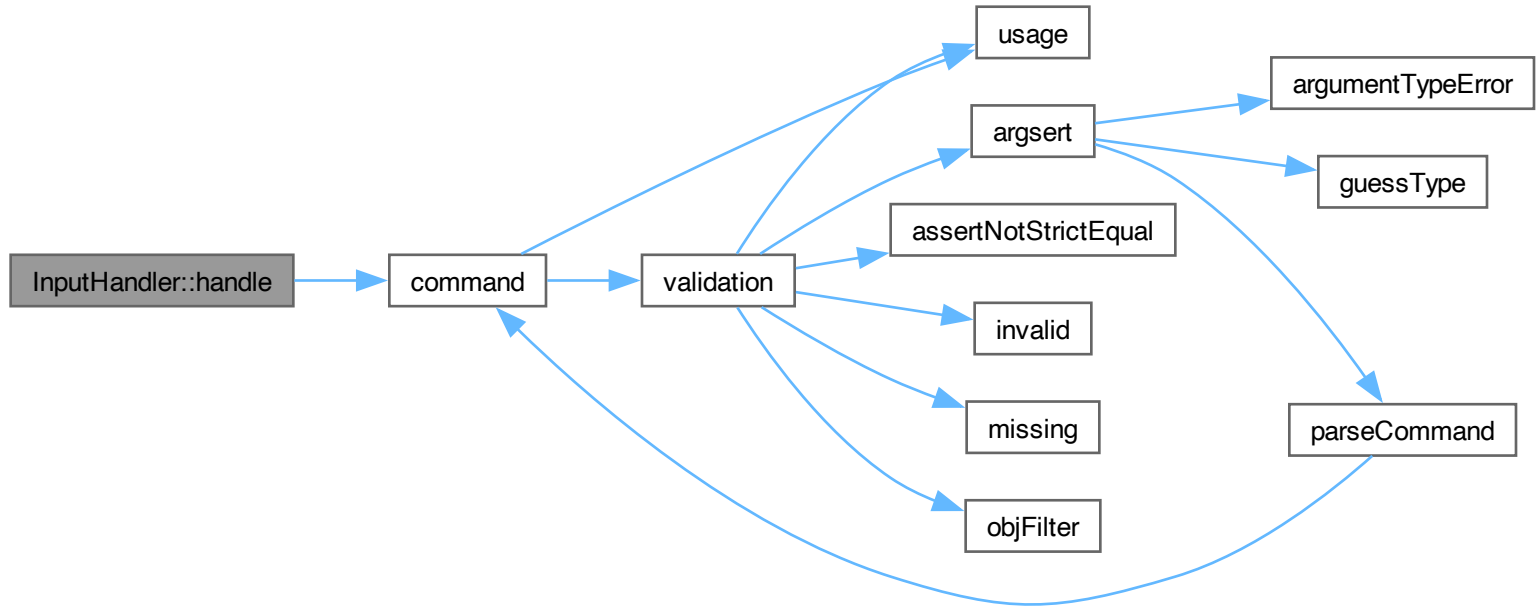 InputHandler::handle
command
validation
usage
argsert
assertNotStrictEqual
invalid
missing
objFilter
argumentTypeError
guessType
parseCommand